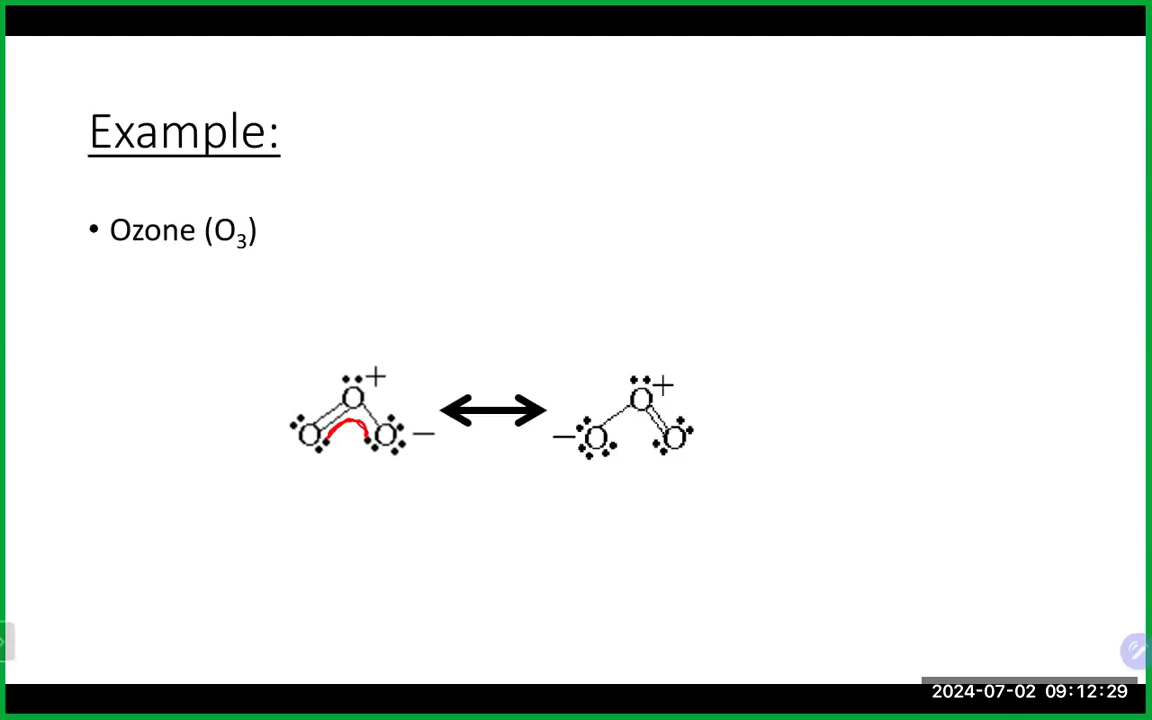 Example:
• Ozone (O₃)
O + O O − ⟷ − O O + O
2024-07-02 09:12:29